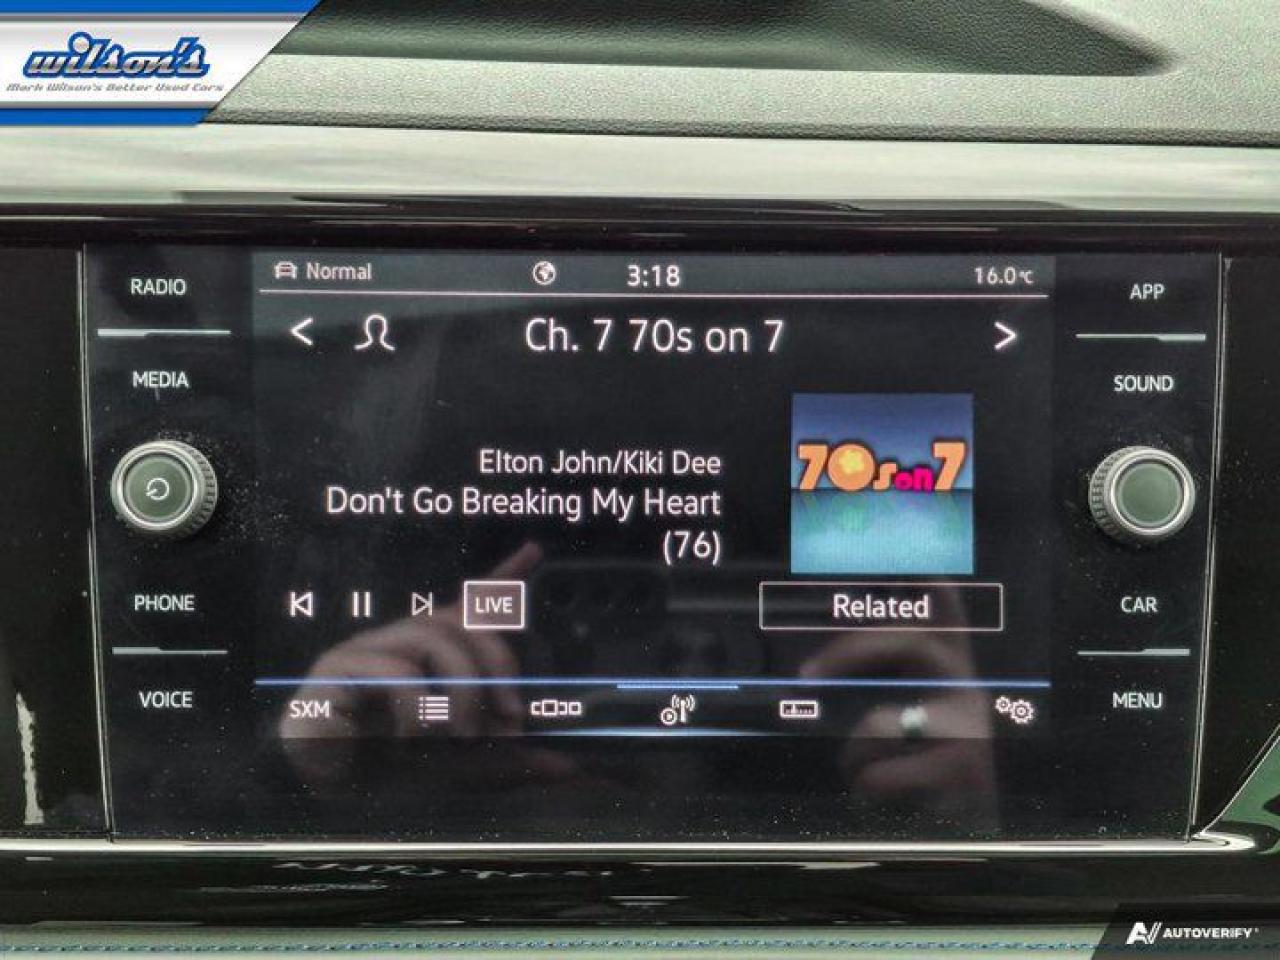 wilson's
Mark Wilson's Better Used Cars
RADIO
MEDIA
PHONE
VOICE
Normal
3:18
16.0°C
Ch. 7 70s on 7
Elton John/Kiki Dee
Don't Go Breaking My Heart
(76)
70s on 7
LIVE
Related
SXM
APP
SOUND
CAR
MENU
AUTOVERIFY